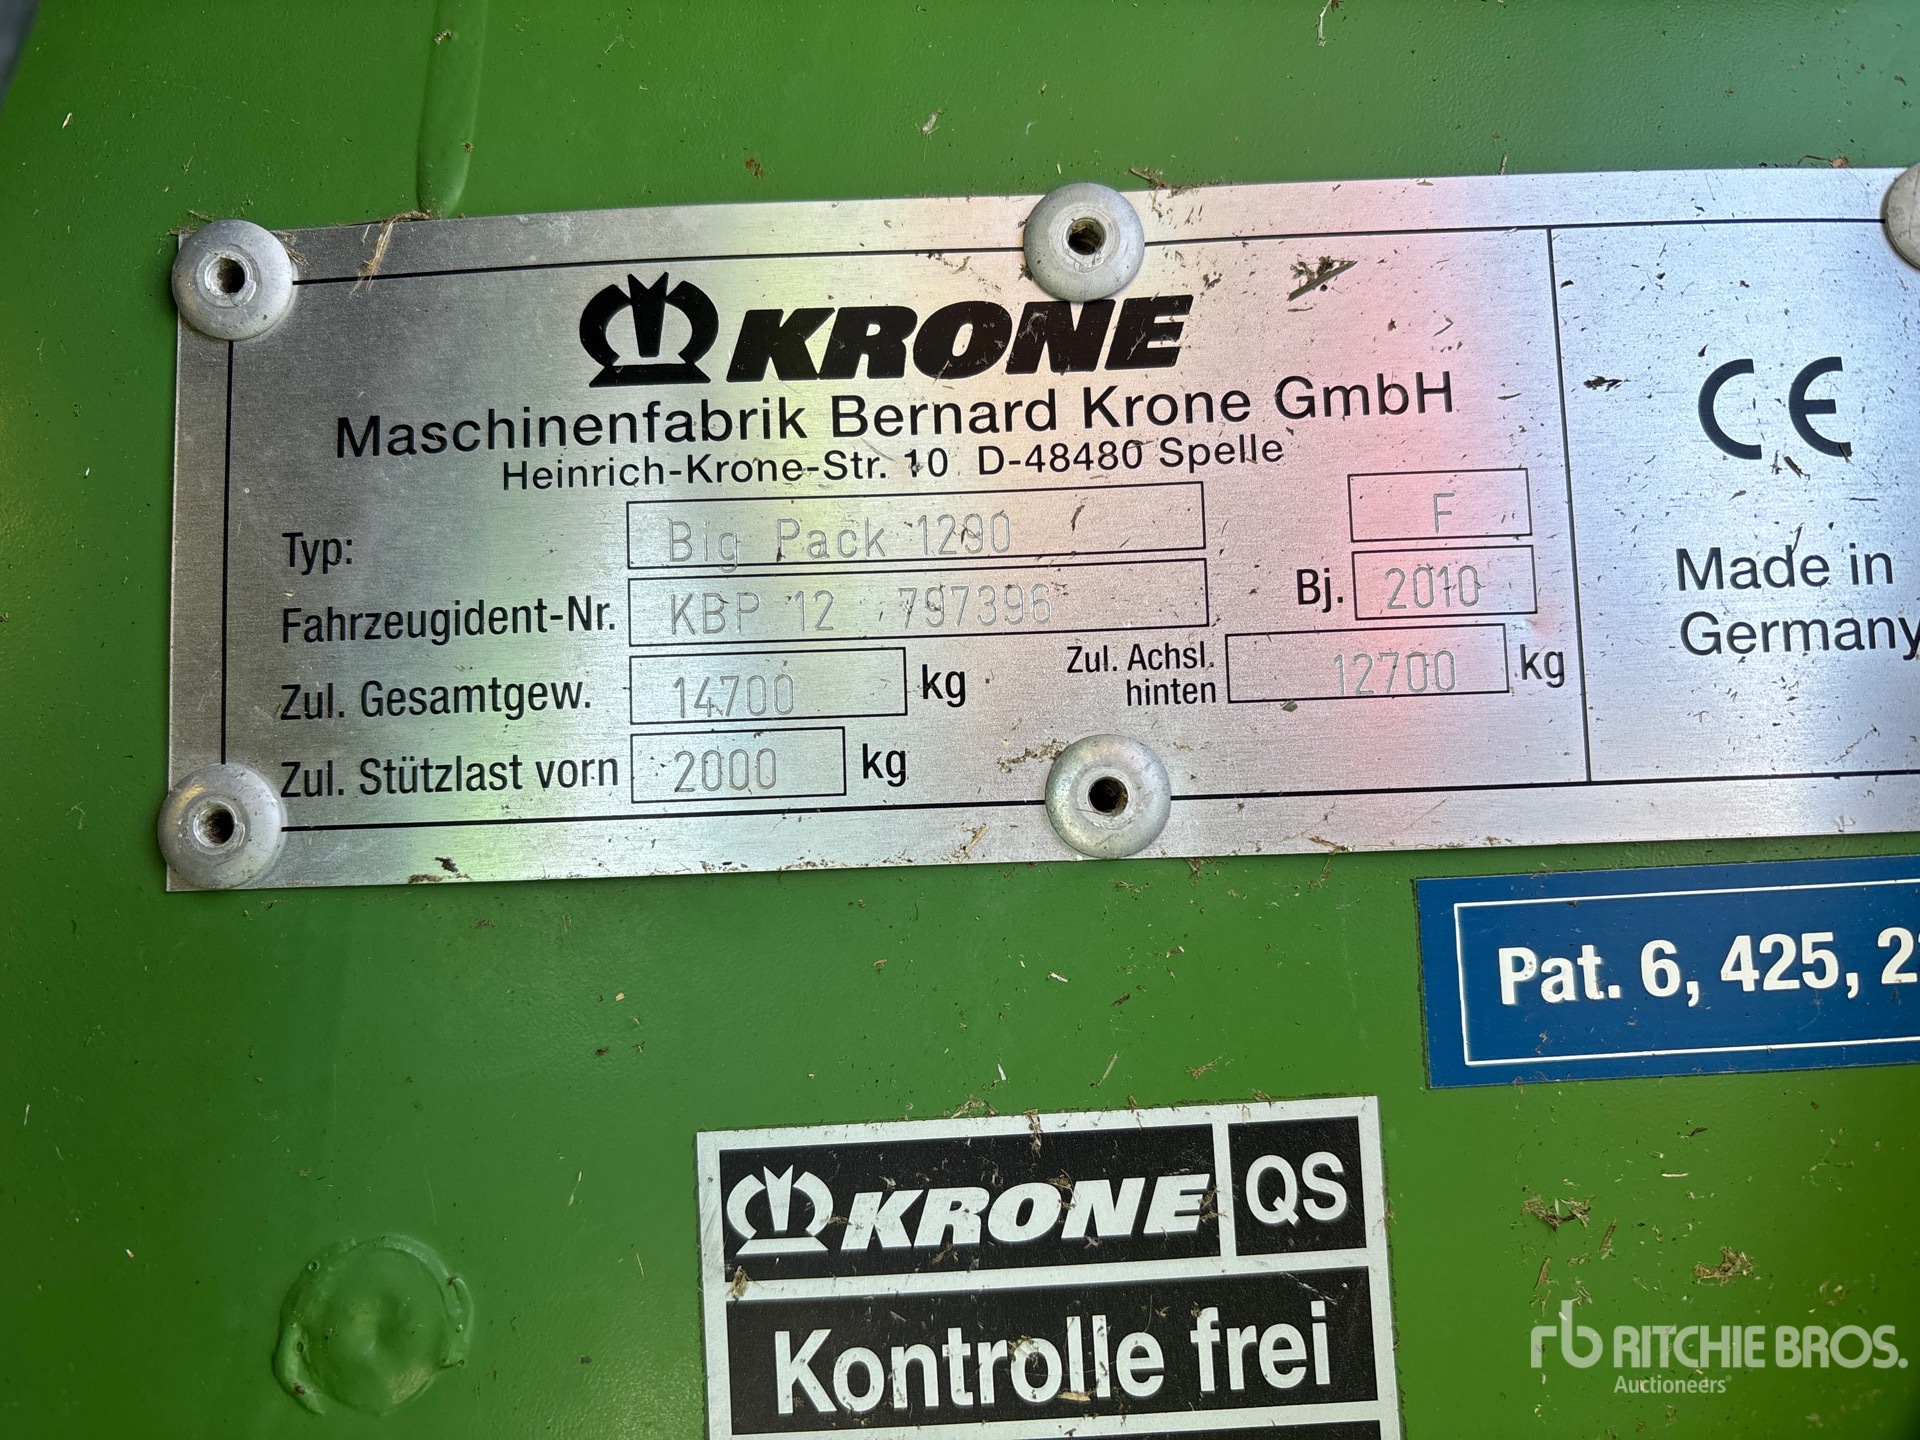 KRONE
Maschinenfabrik Bernard Krone GmbH
Heinrich-Krone-Str. 10 D-48480 Spelle
Typ: Big Pack 1290 F
Fahrzeugident-Nr. KBP 12 797396 Bj. 2010
Zul. Gesamtgew. 14700 kg Zul. Achsl. hinten 12700 kg
Zul. Stützlast vorn 2000 kg
CE
Made in
Germany
Pat. 6, 425, 2
KRONE QS
Kontrolle frei
rb RITCHIE BROS.
Auctioneers